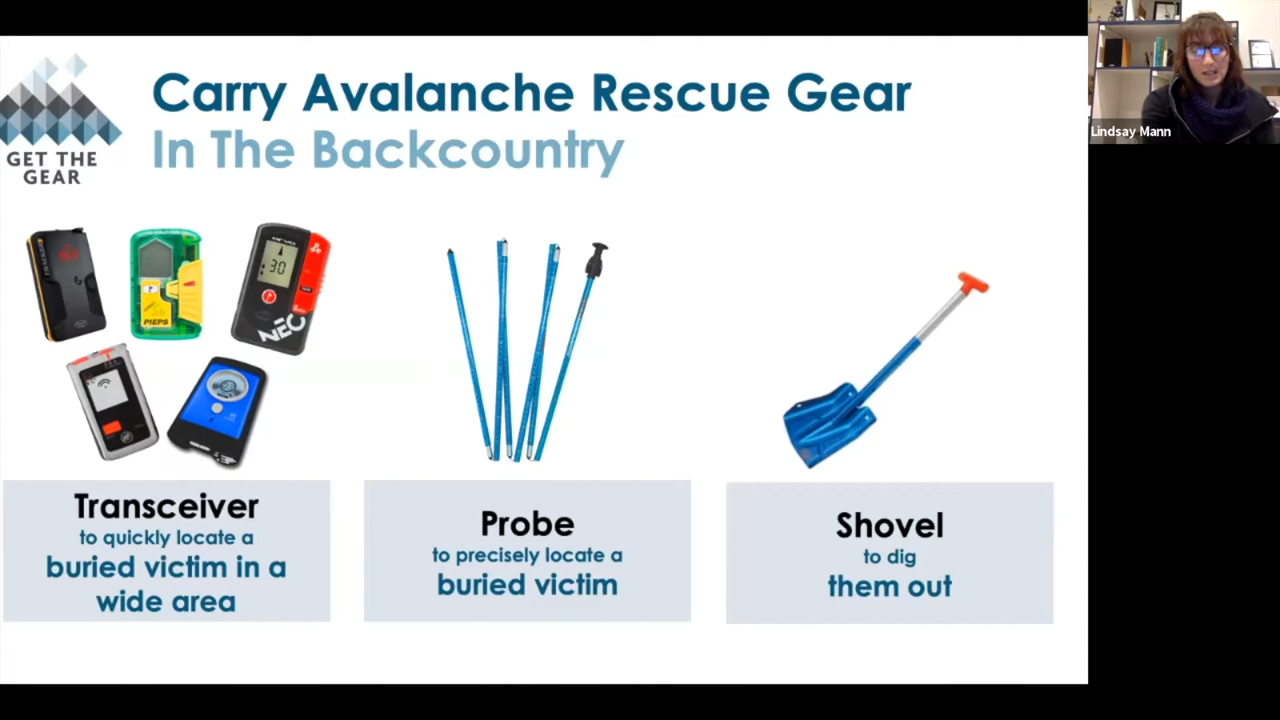 Carry Avalanche Rescue Gear
In The Backcountry
GET THE
GEAR
Lindsay Mann
30
NEO
PIEPS
Transceiver
to quickly locate a
buried victim in a
wide area
Probe
to precisely locate a
buried victim
Shovel
to dig
them out